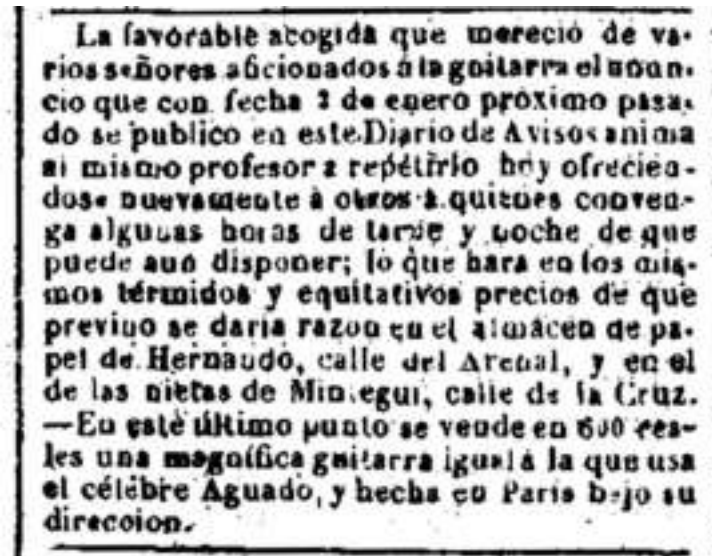 La favorable acogida que mereció de va-
rios señores aficionados á la guitarra el anun-
cio que con fecha 2 de enero próximo pasa-
do se publico en este Diario de Avisos anima
al mismo profesor a repétirlo hoy ofrecien-
dose nuevamente à otros á quienes conven-
ga algunas horas de tarde y noche de que
puede aun disponer; lo que hara en los mis-
mos términos y equitativos precios de que
previno se daria razon en el almacen de pa-
pel de Hernando, calle del Arenal, y en el
de las nietas de Mintegui, calle de la Cruz.
—En este último punto se vende en 600 rea-
les una magnífica guitarra igual á la que usa
el célebre Aguado, y hecha en Paris bajo su
direccion.